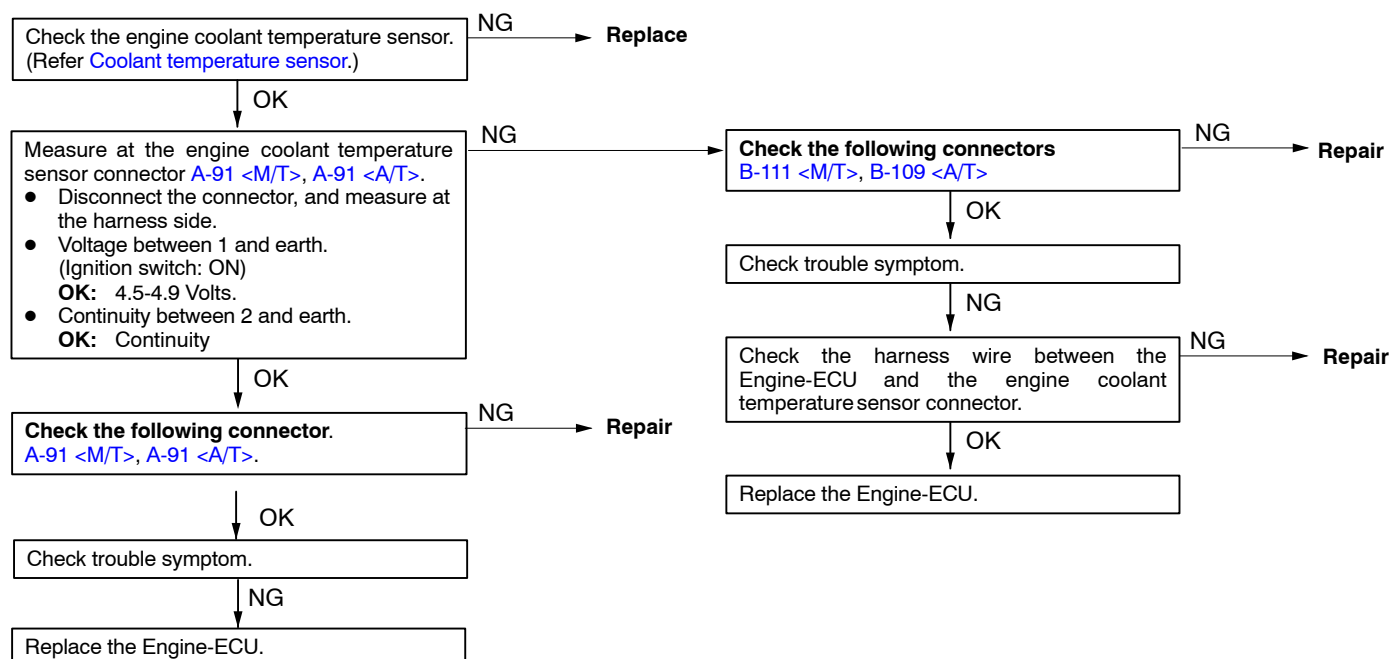 Check the engine coolant temperature sensor.
(Refer Coolant temperature sensor.)
NG
Replace
OK
Measure at the engine coolant temperature
sensor connector A-91 <M/T>, A-91 <A/T>.
● Disconnect the connector, and measure at
the harness side.
● Voltage between 1 and earth.
(Ignition switch: ON)
OK: 4.5-4.9 Volts.
● Continuity between 2 and earth.
OK: Continuity
NG
OK
Check the following connector.
A-91 <M/T>, A-91 <A/T>.
NG
Repair
OK
Check trouble symptom.
NG
Replace the Engine-ECU.
Check the following connectors
B-111 <M/T>, B-109 <A/T>
NG
Repair
OK
Check trouble symptom.
NG
Check the harness wire between the
Engine-ECU and the engine coolant
temperature sensor connector.
NG
Repair
OK
Replace the Engine-ECU.